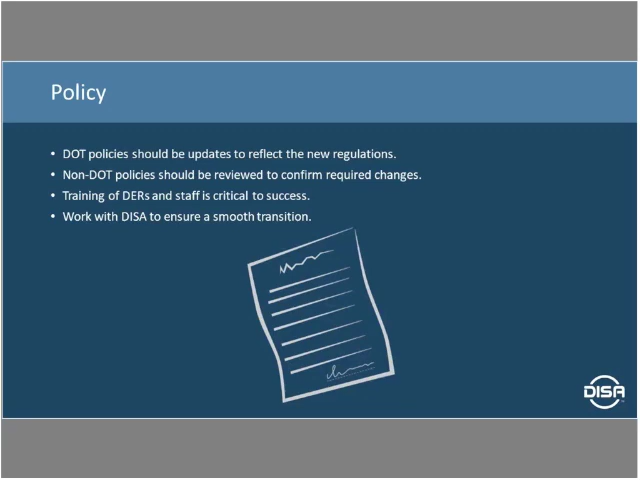 Policy
• DOT policies should be updates to reflect the new regulations.
• Non-DOT policies should be reviewed to confirm required changes.
• Training of DERs and staff is critical to success.
• Work with DISA to ensure a smooth transition.
DISA